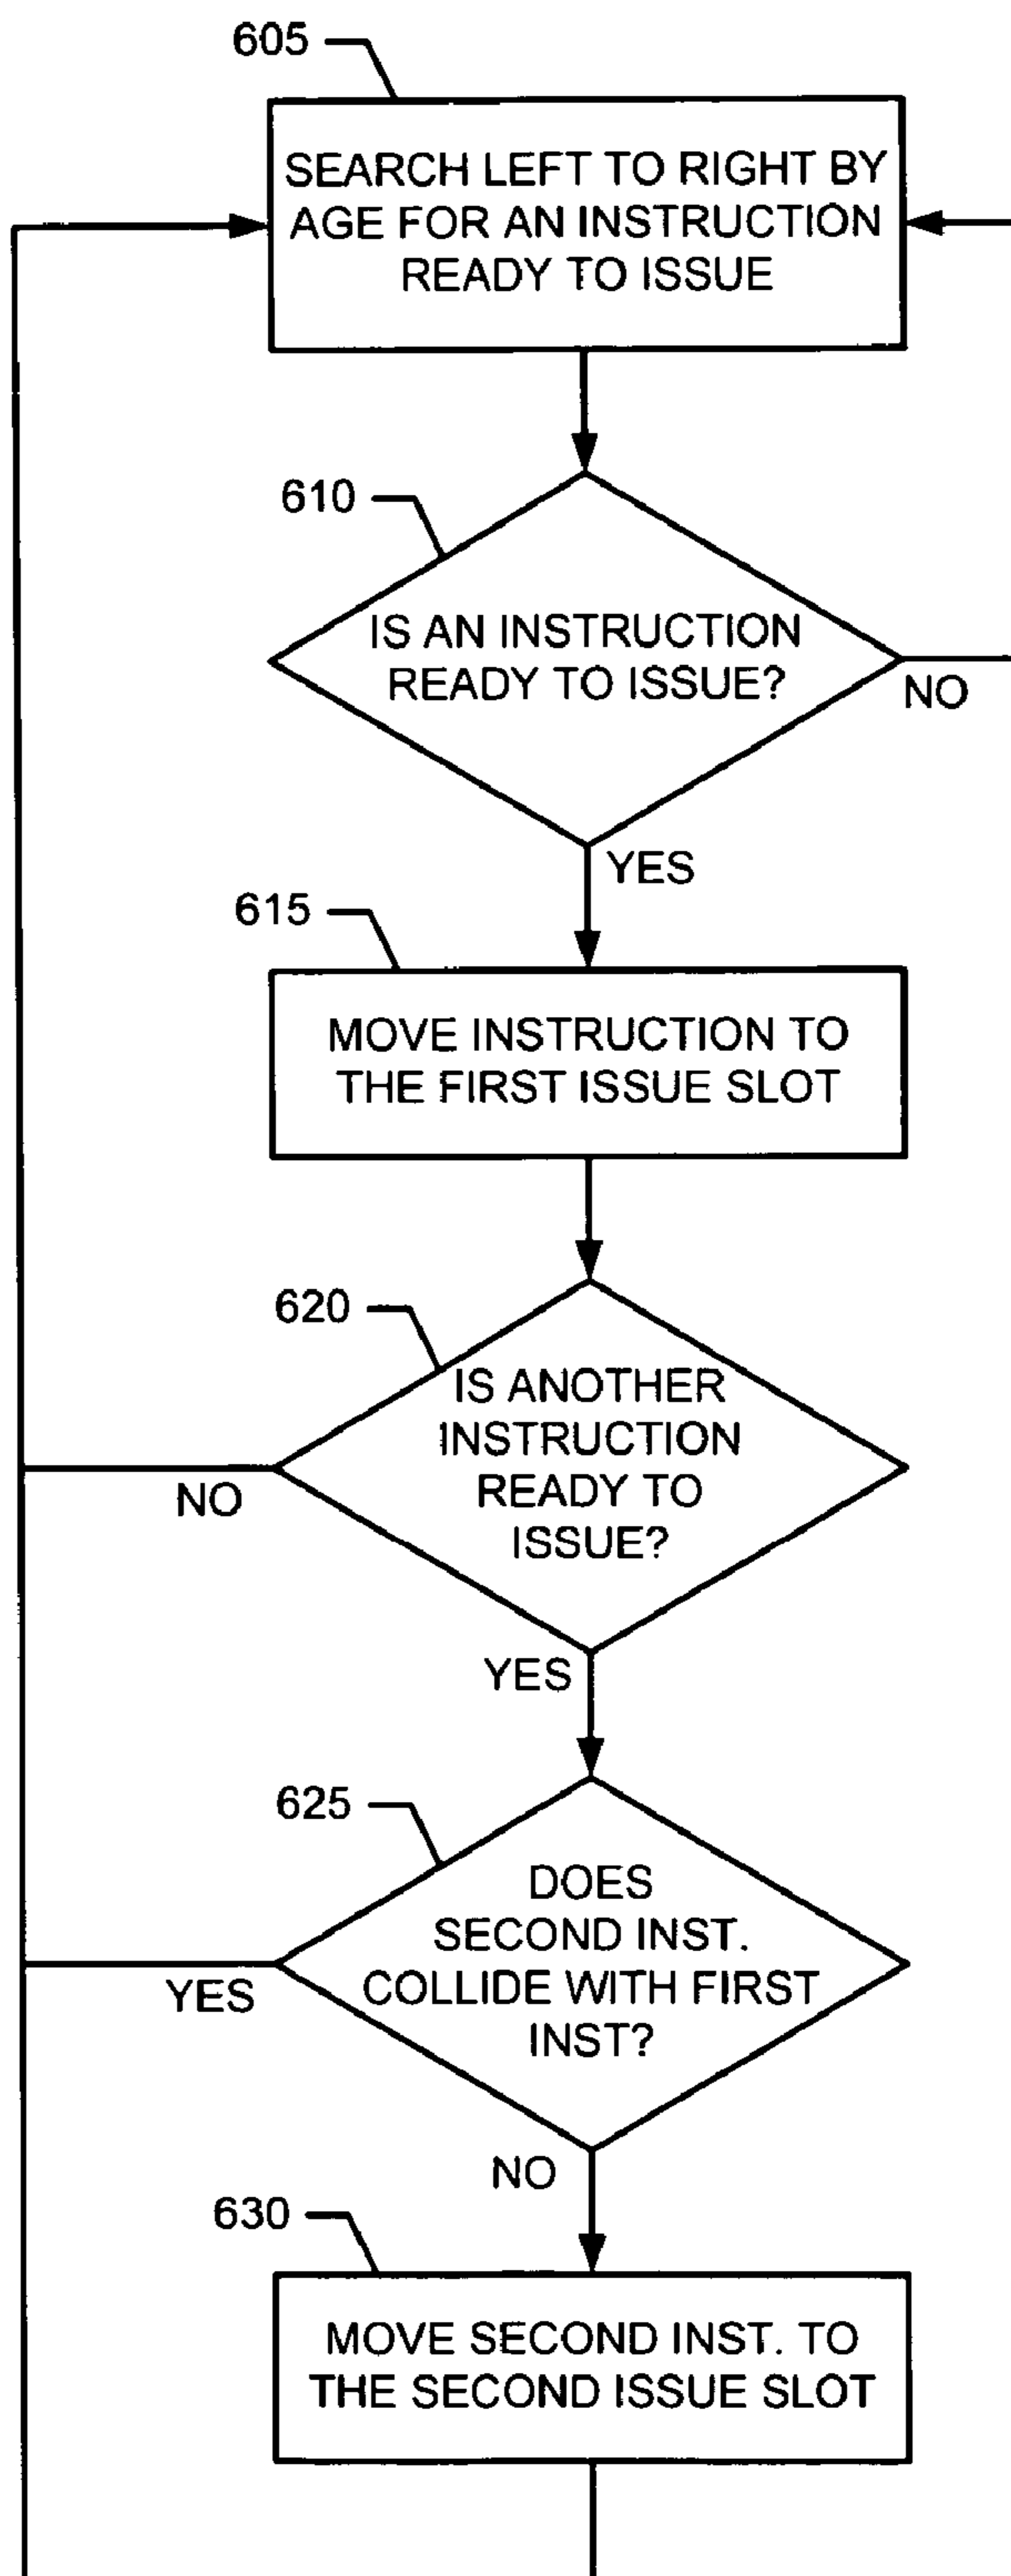 605
SEARCH LEFT TO RIGHT BY
AGE FOR AN INSTRUCTION
READY TO ISSUE
610
IS AN INSTRUCTION
READY TO ISSUE?
NO
YES
615
MOVE INSTRUCTION TO
THE FIRST ISSUE SLOT
620
IS ANOTHER
INSTRUCTION
READY TO
ISSUE?
NO
YES
625
DOES
SECOND INST.
COLLIDE WITH FIRST
INST?
YES
NO
630
MOVE SECOND INST. TO
THE SECOND ISSUE SLOT